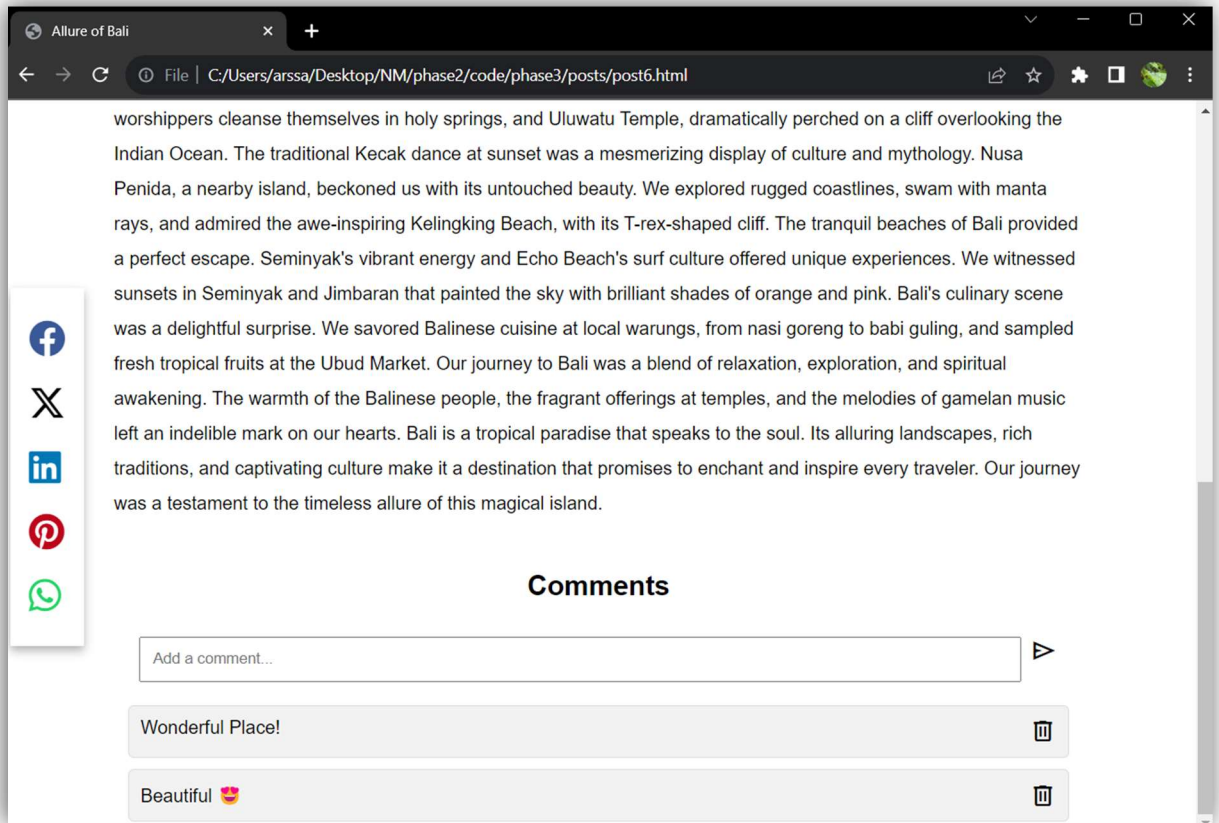 Allure of Bali
File | C:/Users/arssa/Desktop/NM/phase2/code/phase3/posts/post6.html
worshippers cleanse themselves in holy springs, and Uluwatu Temple, dramatically perched on a cliff overlooking the
Indian Ocean. The traditional Kecak dance at sunset was a mesmerizing display of culture and mythology. Nusa
Penida, a nearby island, beckoned us with its untouched beauty. We explored rugged coastlines, swam with manta
rays, and admired the awe-inspiring Kelingking Beach, with its T-rex-shaped cliff. The tranquil beaches of Bali provided
a perfect escape. Seminyak's vibrant energy and Echo Beach's surf culture offered unique experiences. We witnessed
sunsets in Seminyak and Jimbaran that painted the sky with brilliant shades of orange and pink. Bali's culinary scene
was a delightful surprise. We savored Balinese cuisine at local warungs, from nasi goreng to babi guling, and sampled
fresh tropical fruits at the Ubud Market. Our journey to Bali was a blend of relaxation, exploration, and spiritual
awakening. The warmth of the Balinese people, the fragrant offerings at temples, and the melodies of gamelan music
left an indelible mark on our hearts. Bali is a tropical paradise that speaks to the soul. Its alluring landscapes, rich
traditions, and captivating culture make it a destination that promises to enchant and inspire every traveler. Our journey
was a testament to the timeless allure of this magical island.
Comments
Add a comment...
Wonderful Place!
Beautiful 😍